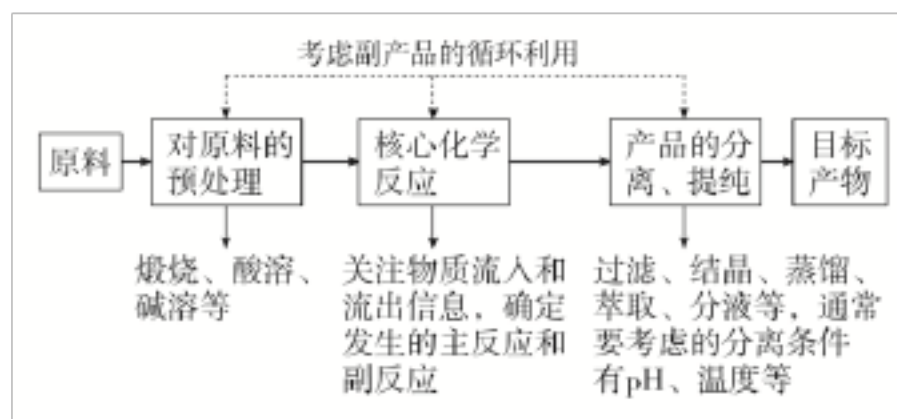 考虑副产品的循环利用
原料
对原料的
预处理
核心化学
反应
产品的分
离、提纯
目标
产物
煅烧、酸溶、
碱溶等
关注物质流入和
流出信息，确定
发生的主反应和
副反应
过滤、结晶、蒸馏、
萃取、分液等，通常
要考虑的分离条件
有pH、温度等